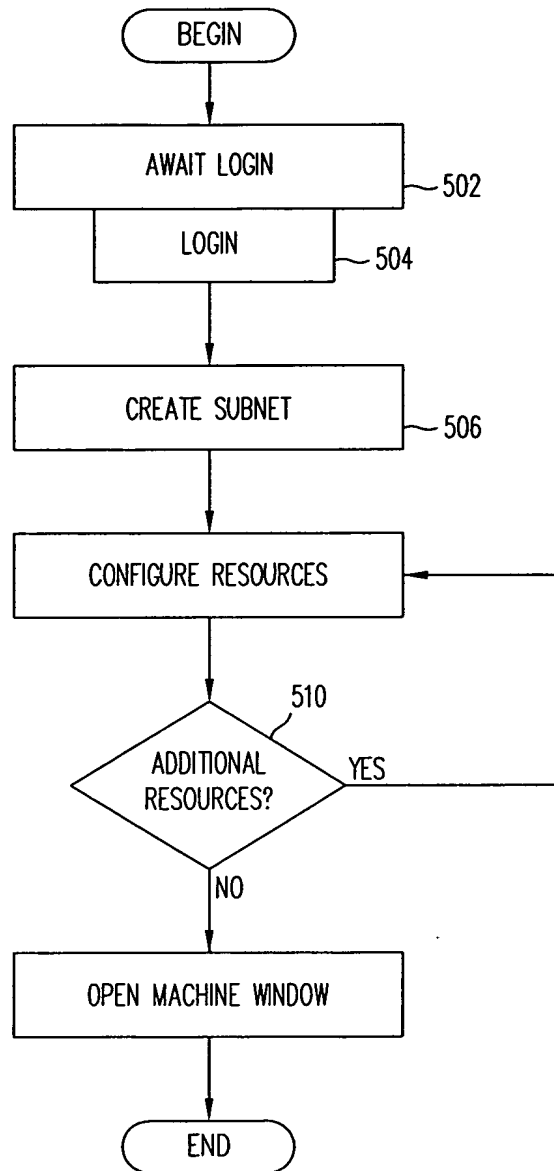 BEGIN
AWAIT LOGIN
502
LOGIN
504
CREATE SUBNET
506
CONFIGURE RESOURCES
510
ADDITIONAL
RESOURCES?
YES
NO
OPEN MACHINE WINDOW
END